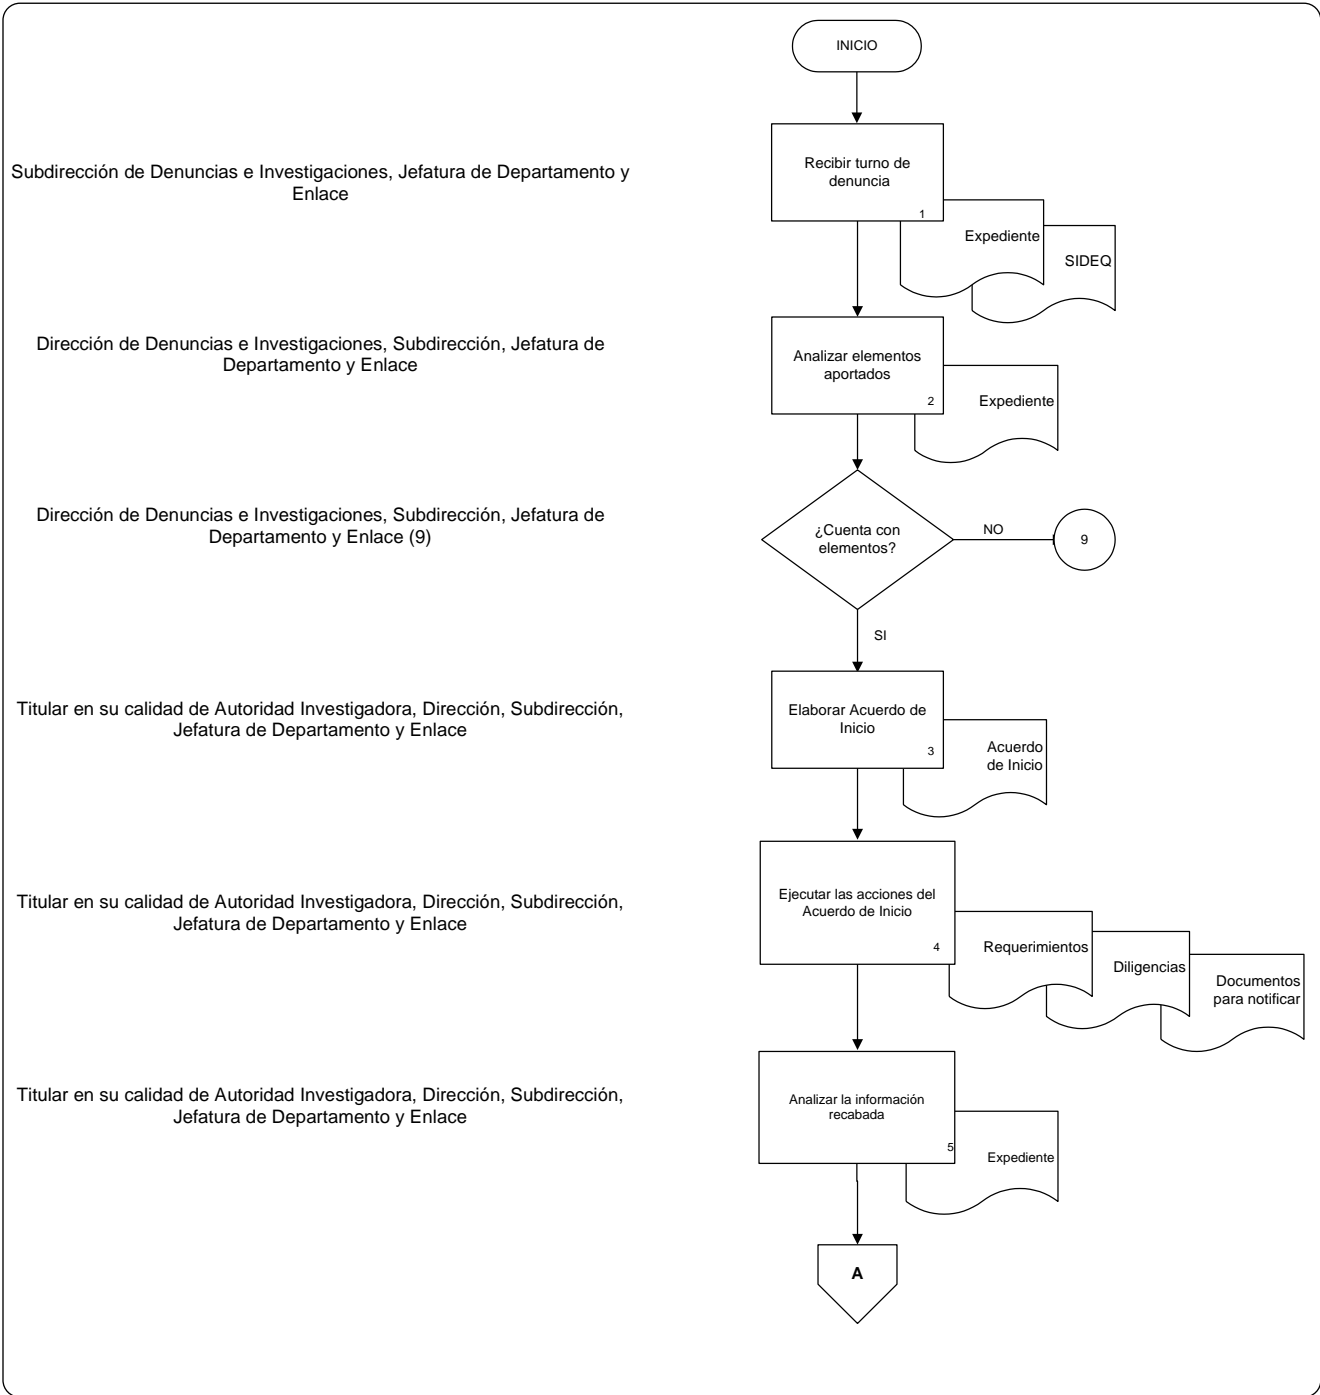 INICIO
Subdirección de Denuncias e Investigaciones, Jefatura de Departamento y
Enlace
Recibir turno de
denuncia
1
Expediente
SIDEQ
Dirección de Denuncias e Investigaciones, Subdirección, Jefatura de
Departamento y Enlace
Analizar elementos
aportados
2
Expediente
Dirección de Denuncias e Investigaciones, Subdirección, Jefatura de
Departamento y Enlace (9)
¿Cuenta con
elementos?
NO
9
SI
Titular en su calidad de Autoridad Investigadora, Dirección, Subdirección,
Jefatura de Departamento y Enlace
Elaborar Acuerdo de
Inicio
3
Acuerdo
de Inicio
Titular en su calidad de Autoridad Investigadora, Dirección, Subdirección,
Jefatura de Departamento y Enlace
Ejecutar las acciones del
Acuerdo de Inicio
4
Requerimientos
Diligencias
Documentos
para notificar
Titular en su calidad de Autoridad Investigadora, Dirección, Subdirección,
Jefatura de Departamento y Enlace
Analizar la información
recabada
5
Expediente
A